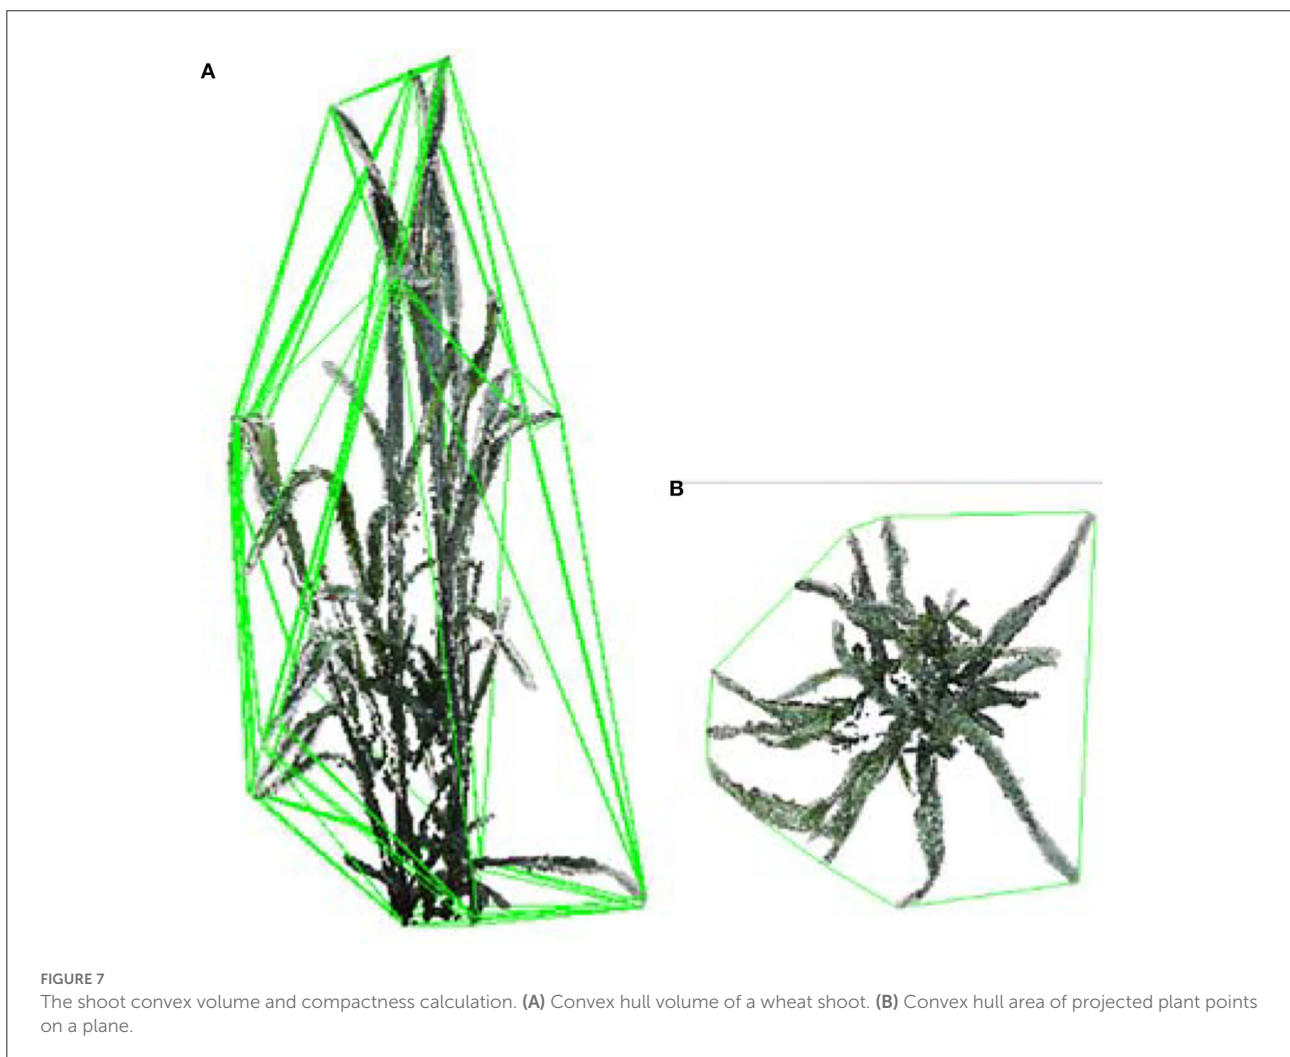 A
B
FIGURE 7
The shoot convex volume and compactness calculation. (A) Convex hull volume of a wheat shoot. (B) Convex hull area of projected plant points
on a plane.